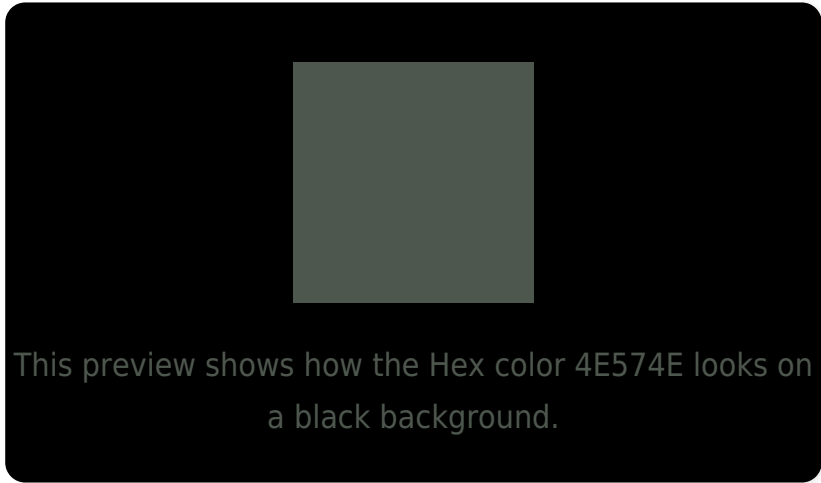 This preview shows how the Hex color 4E574E looks on
a black background.